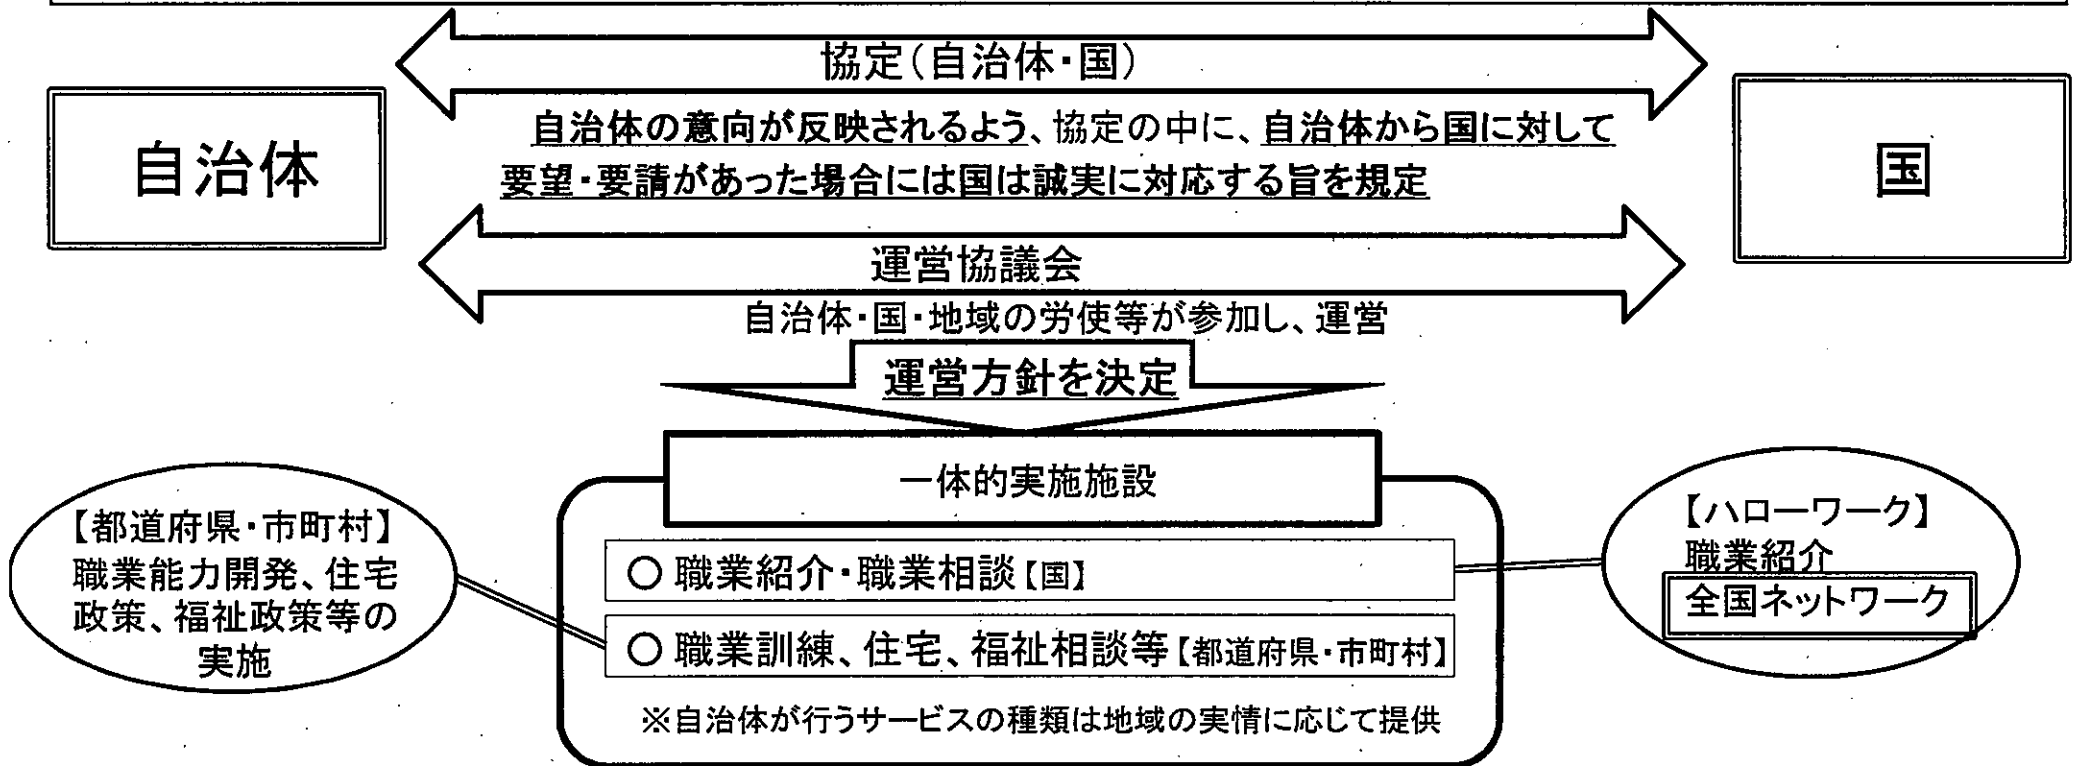 協定(自治体・国)
自治体
自治体の意向が反映されるよう、協定の中に、自治体から国に対して
要望・要請があった場合には国は誠実に対応する旨を規定
国
運営協議会
自治体・国・地域の労使等が参加し、運営
運営方針を決定
一体的実施施設
【都道府県・市町村】
職業能力開発、住宅
政策、福祉政策等の
実施
○ 職業紹介・職業相談【国】
○ 職業訓練、住宅、福祉相談等【都道府県・市町村】
※自治体が行うサービスの種類は地域の実情に応じて提供
【ハローワーク】
職業紹介
全国ネットワーク